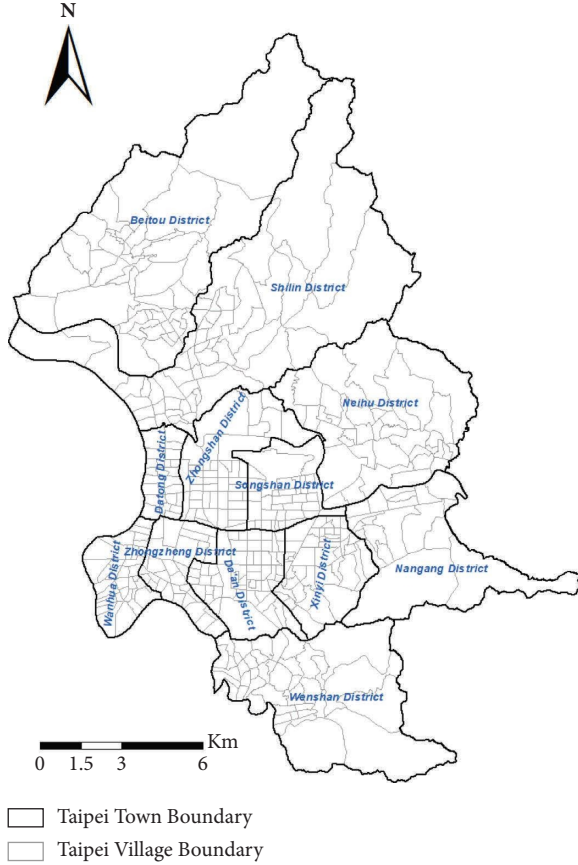 N
Beitou District
Shilin District
Neihu District
Zhongshan District
Datong District
Songshan District
Zhongzheng District
Wanhua District
Da'an District
Xinyi District
Nangang District
Wenshan District
Km
0 1.5 3 6
Taipei Town Boundary
Taipei Village Boundary